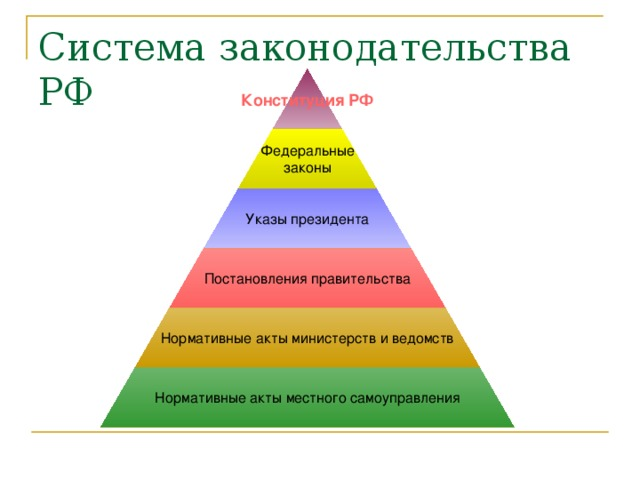 Система законодательства
РФ
Конституция РФ
Федеральные
законы
Указы президента
Постановления правительства
Нормативные акты министерств и ведомств
Нормативные акты местного самоуправления